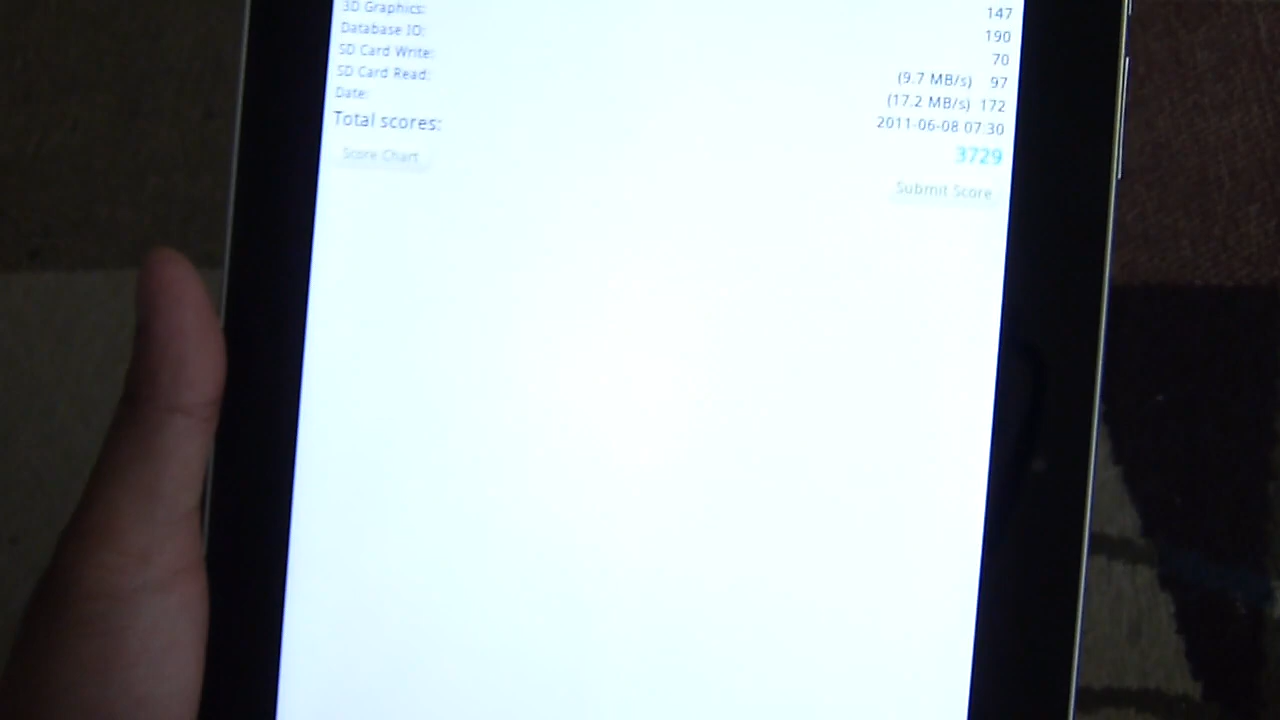 147
3D Graphics: 190
Database IO: 70
SD Card Write: (9.7 MB/s) 97
SD Card Read: (17.2 MB/s) 172
Date: 2011-06-08 07:30
Total scores: 3729
Score Chart Submit Score